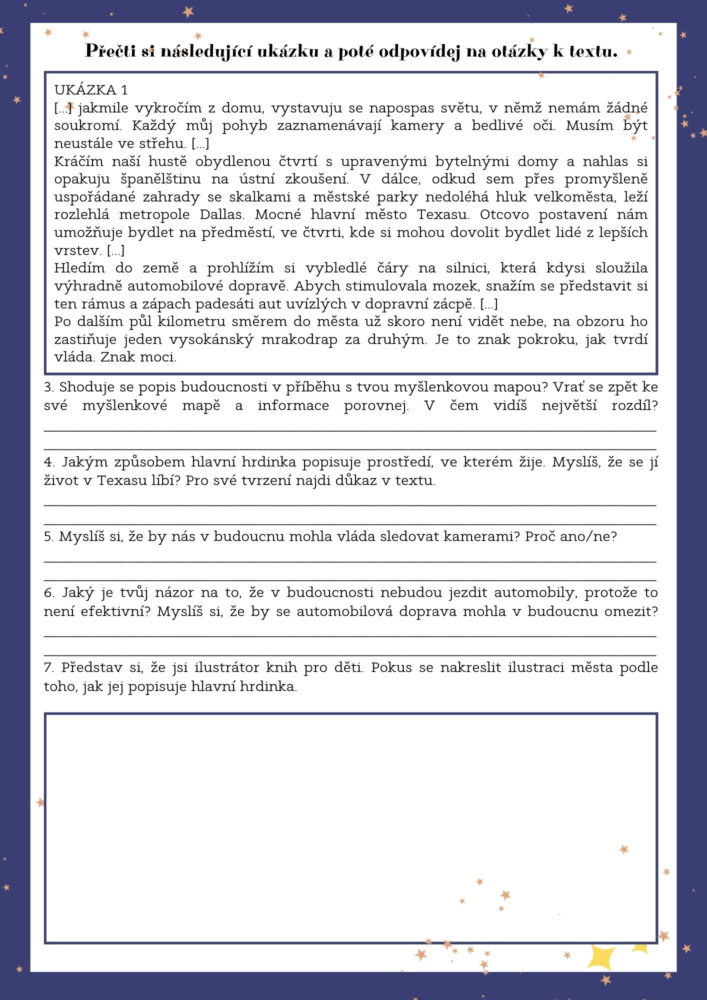 Přečti si následující ukázku a poté odpovídej na otázky k textu.
UKÁZKA 1
[...] jakmile vykročím z domu, vystavuju se napospas světu, v němž nemám žádné
soukromí. Každý můj pohyb zaznamenávají kamery a bedlivé oči. Musím být
neustále ve střehu. [...]
Kráčím naší hustě obydlenou čtvrtí s upravenými bytelnými domy a nahlas si
opakuju španělštinu na ústní zkoušení. V dálce, odkud sem přes promyšleně
uspořádané zahrady se skalkami a městské parky nedoléhá hluk velkoměsta, leží
rozlehlá metropole Dallas. Mocné hlavní město Texasu. Otcovo postavení nám
umožňuje bydlet na předměstí, ve čtvrti, kde si mohou dovolit bydlet lidé z lepších
vrstev. [...]
Hledím do země a prohlížím si vybledlé čáry na silnici, která kdysi sloužila
výhradně automobilové dopravě. Abych stimulovala mozek, snažím se představit si
ten rámus a zápach padesáti aut uvízlých v dopravní zácpě. [...]
Po dalším půl kilometru směrem do města už skoro není vidět nebe, na obzoru ho
zastiňuje jeden vysokánský mrakodrap za druhým. Je to znak pokroku, jak tvrdí
vláda. Znak moci.
3. Shoduje se popis budoucnosti v příběhu s tvou myšlenkovou mapou? Vrať se zpět ke
své myšlenkové mapě a informace porovnej. V čem vidíš největší rozdíl?
4. Jakým způsobem hlavní hrdinka popisuje prostředí, ve kterém žije. Myslíš, že se jí
život v Texasu líbí? Pro své tvrzení najdi důkaz v textu.
5. Myslíš si, že by nás v budoucnu mohla vláda sledovat kamerami? Proč ano/ne?
6. Jaký je tvůj názor na to, že v budoucnosti nebudou jezdit automobily, protože to
není efektivní? Myslíš si, že by se automobilová doprava mohla v budoucnu omezit?
7. Představ si, že jsi ilustrátor knih pro děti. Pokus se nakreslit ilustraci města podle
toho, jak jej popisuje hlavní hrdinka.